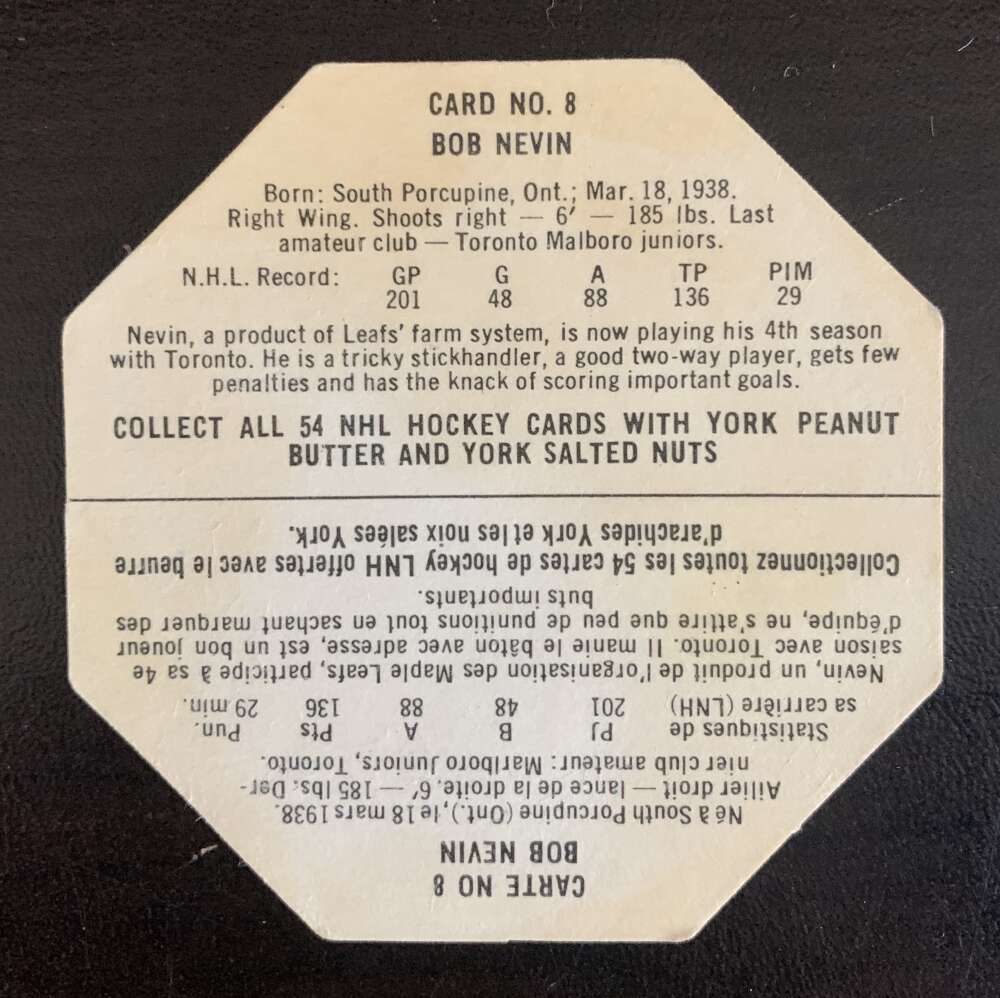 CARD NO. 8
BOB NEVIN
Born: South Porcupine, Ont.; Mar. 18, 1938.
Right Wing. Shoots right — 6′ — 185 lbs. Last
amateur club — Toronto Malboro juniors.
N.H.L. Record: GP G A TP PIM
201 48 88 136 29
Nevin, a product of Leafs' farm system, is now playing his 4th season
with Toronto. He is a tricky stickhandler, a good two-way player, gets few
penalties and has the knack of scoring important goals.
COLLECT ALL 54 NHL HOCKEY CARDS WITH YORK PEANUT
BUTTER AND YORK SALTED NUTS
CARTE NO 8
BOB NEVIN
Né à South Porcupine (Ont.), le 18 mars 1938.
Ailier droit — lance de la droite. 6′ — 185 lbs: Der-
nier club amateur: Marlboro Juniors, Toronto.
Statistiques de PJ B A Pts Pun.
sa carrière (LNH) 201 48 88 136 29 min.
Nevin, un produit de l'organisation des Maple Leafs, participe à sa 4e
saison avec Toronto. Il manie le bâton avec adresse, est un bon joueur
d'équipe, ne s'attire que peu de punitions tout en sachant marquer des
buts importants.
Collectionnez toutes les 54 cartes de hockey LNH offertes avec le beurre
d'arachides York et les noix salées York.